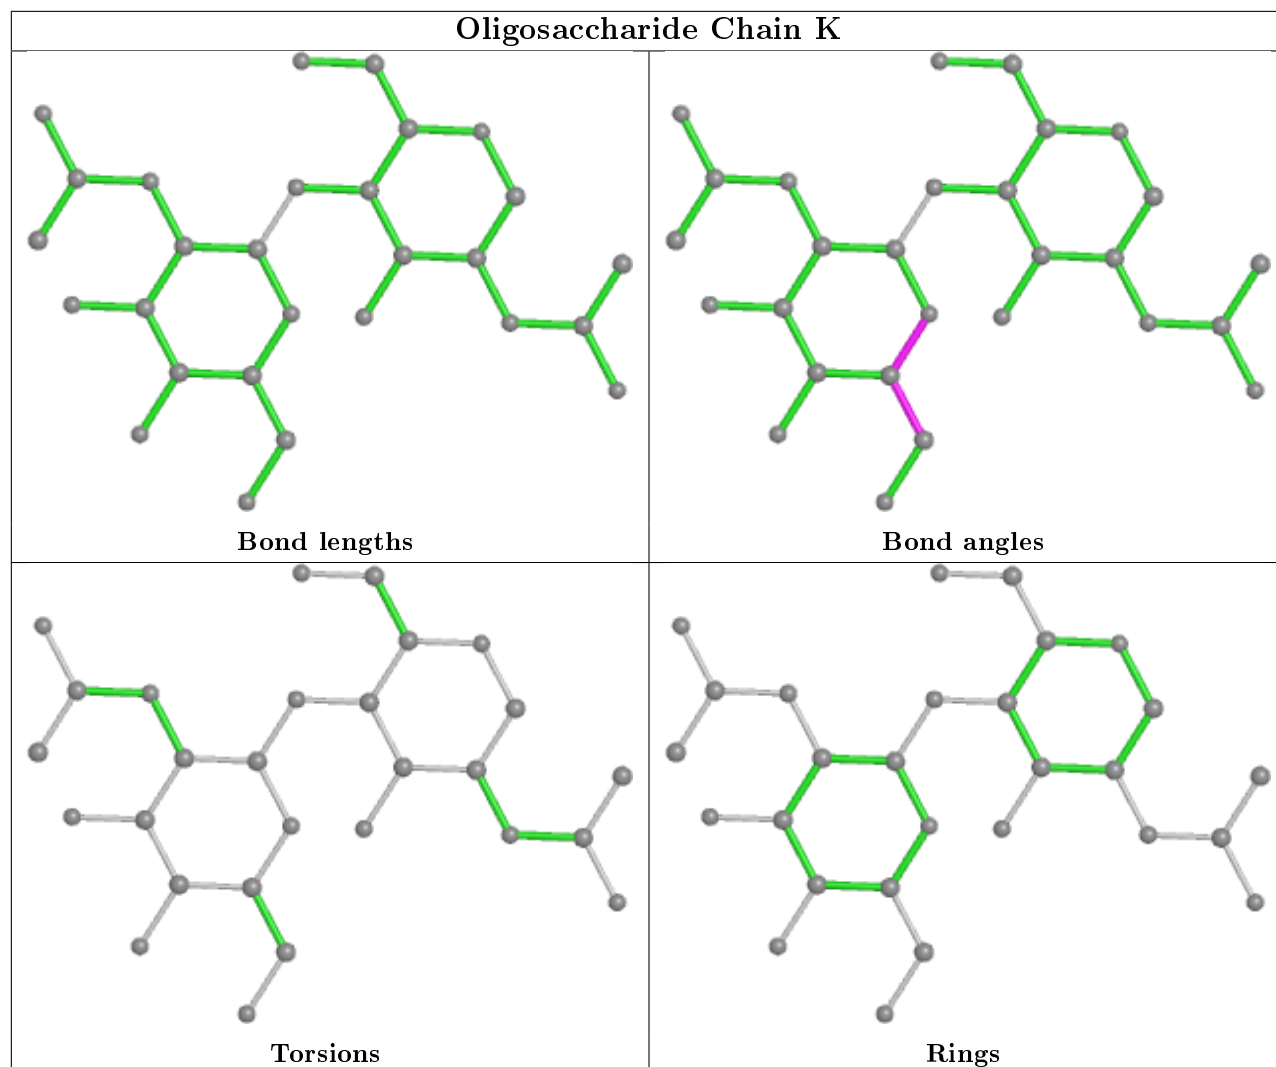 Oligosaccharide Chain K
Bond lengths
Bond angles
Torsions
Rings